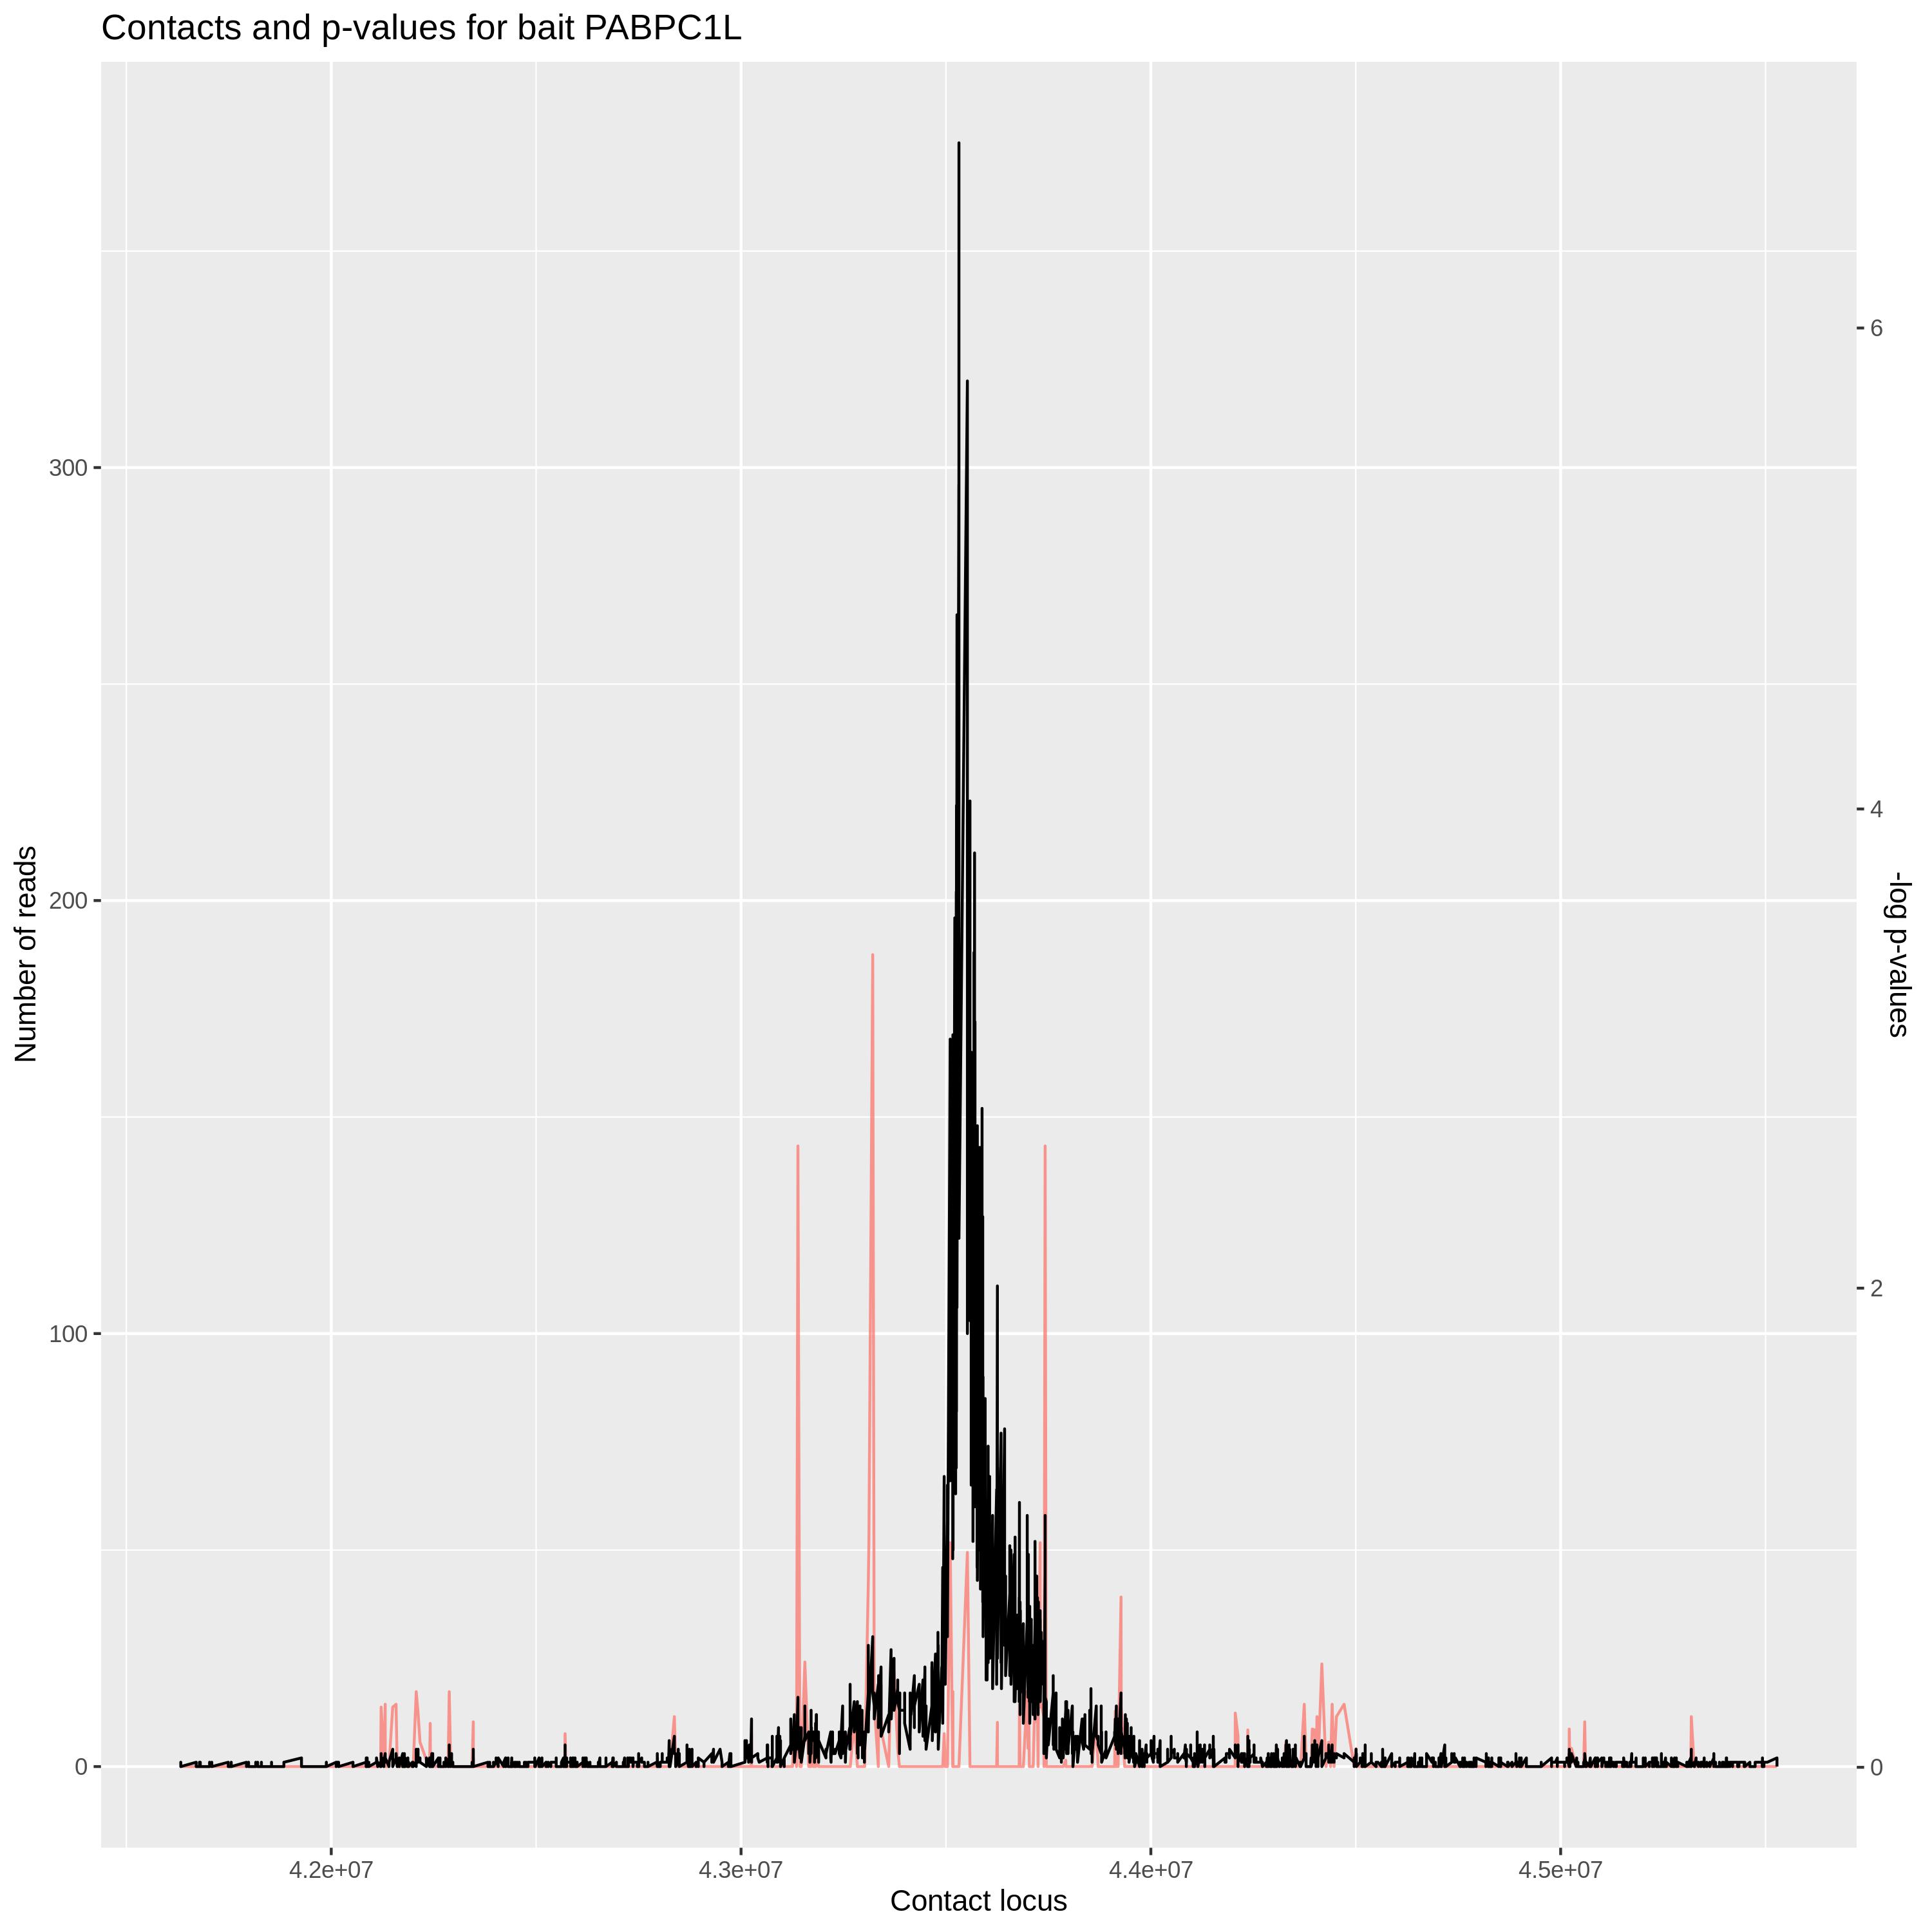 Contacts and p-values for bait PABPC1L
Number of reads
300
200
100
0
6
4
2
0
-log p-values
4.2e+07
4.3e+07
4.4e+07
4.5e+07
Contact locus